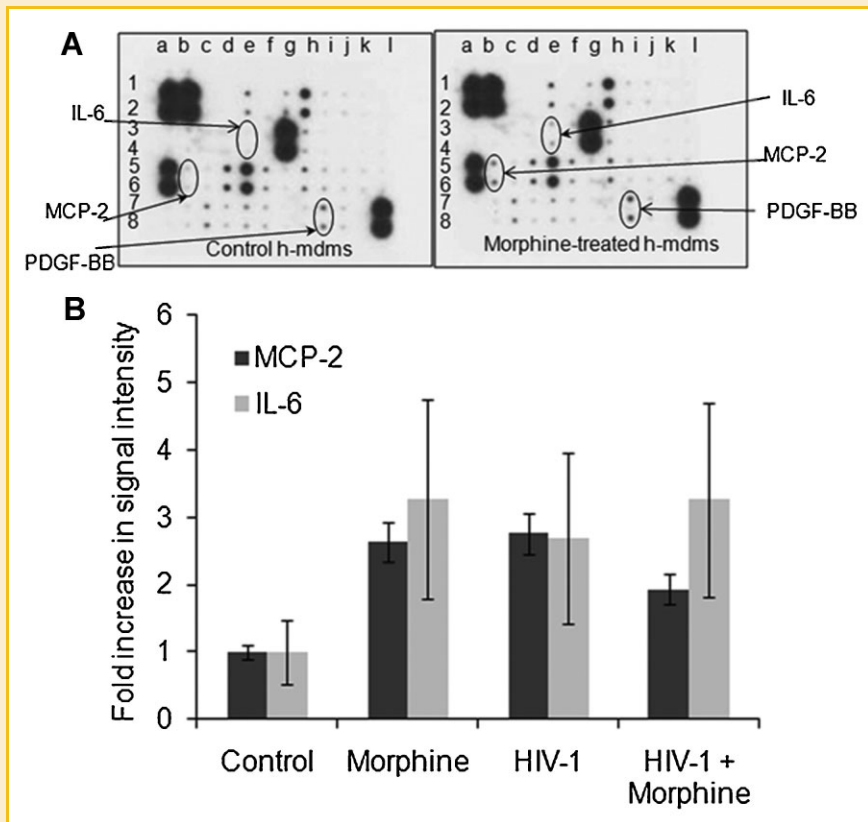 A
a b c d e f g h i j k l
1
2
3
4
5
6
7
8
IL-6
MCP-2
PDGF-BB
Control h-mdms
a b c d e f g h i j k l
1
2
3
4
5
6
7
8
IL-6
MCP-2
PDGF-BB
Morphine-treated h-mdms
B
Fold increase in signal intensity
6
5
4
3
2
1
0
MCP-2
IL-6
Control
Morphine
HIV-1
HIV-1 +
Morphine